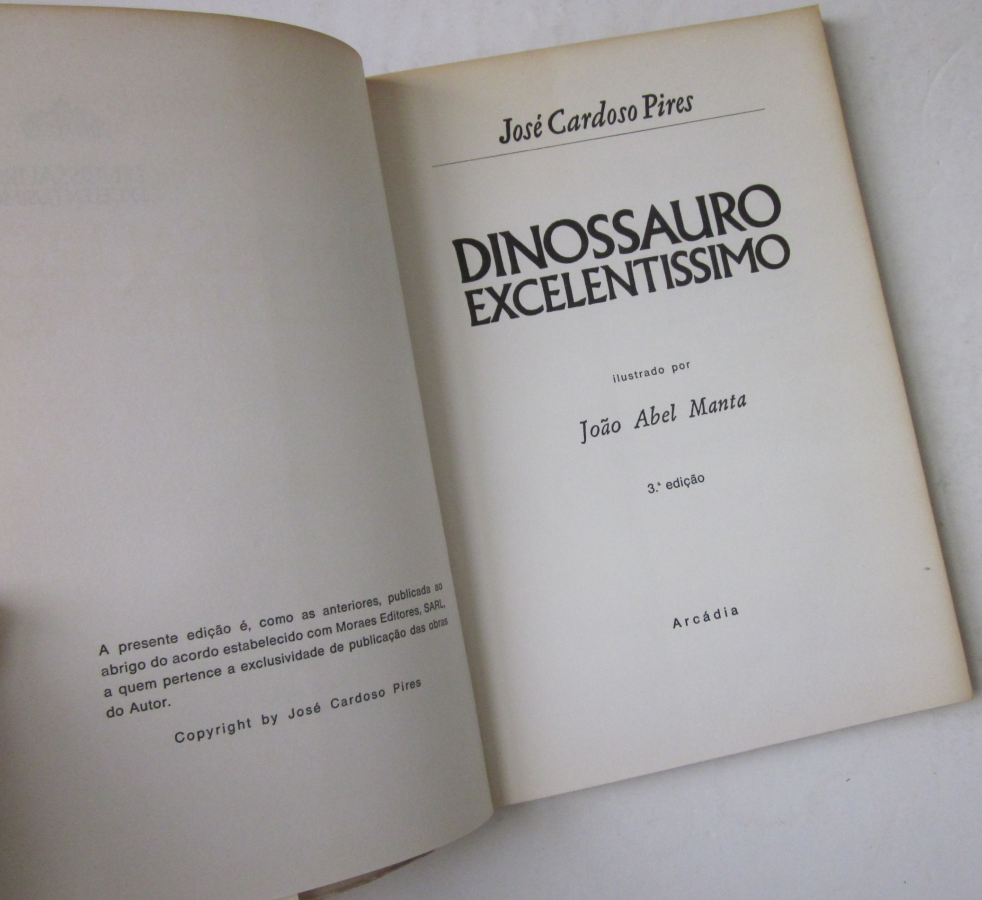 A presente edição é, como as anteriores, publicada ao
abrigo do acordo estabelecido com Moraes Editores, SARL,
a quem pertence a exclusividade de publicação das obras
do Autor.
Copyright by José Cardoso Pires
José Cardoso Pires
DINOSSAURO
EXCELENTISSIMO
ilustrado por
João Abel Manta
3.ª edição
Arcádia